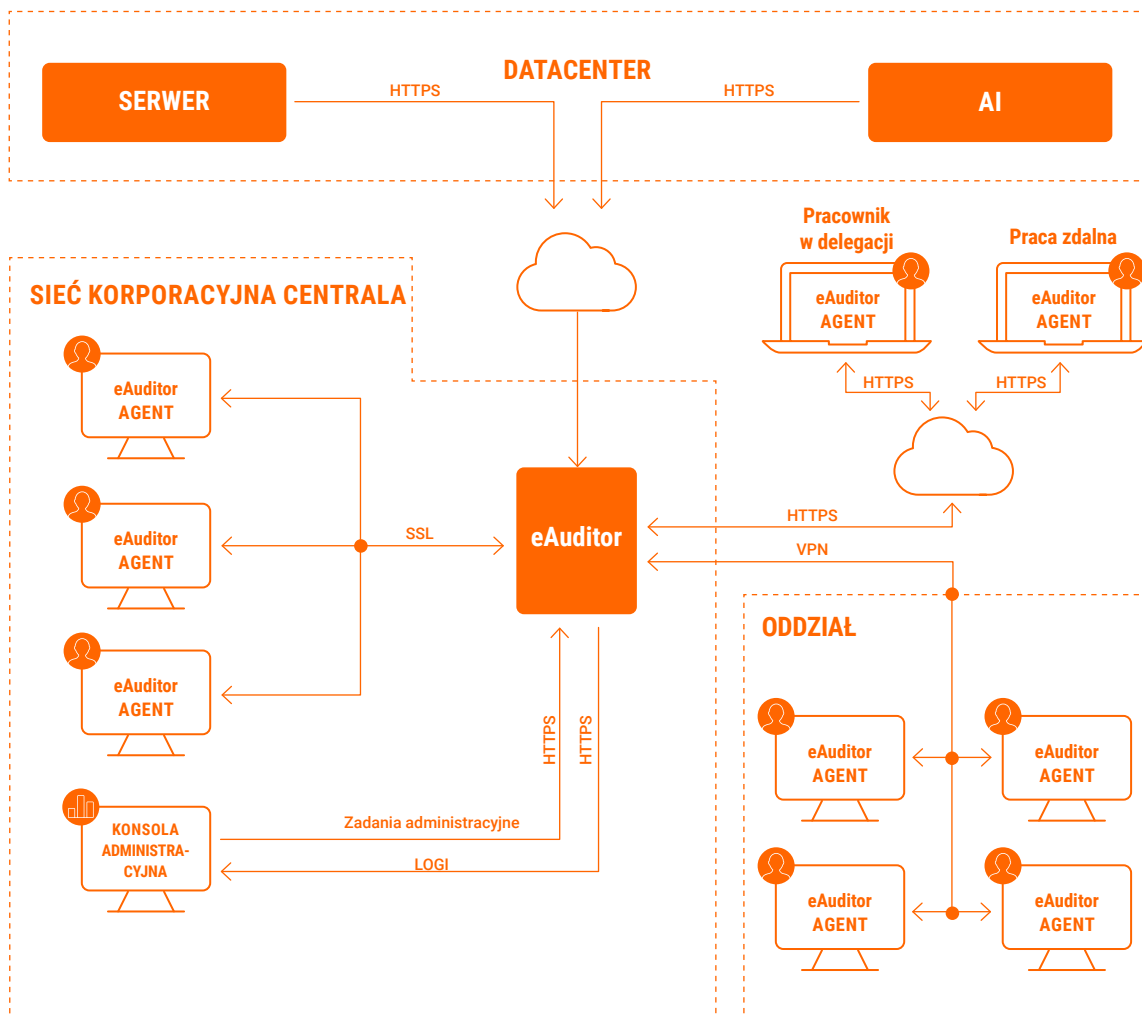 DATACENTER
SERWER
HTTPS
HTTPS
AI
Pracownik
w delegacji
Praca zdalna
eAuditor
AGENT
eAuditor
AGENT
HTTPS
HTTPS
SIEĆ KORPORACYJNA CENTRALA
eAuditor
AGENT
eAuditor
AGENT
eAuditor
AGENT
SSL
eAuditor
HTTPS
VPN
HTTPS
HTTPS
KONSOLA
ADMINISTRA-
CYJNA
Zadania administracyjne
LOGI
ODDZIAŁ
eAuditor
AGENT
eAuditor
AGENT
eAuditor
AGENT
eAuditor
AGENT